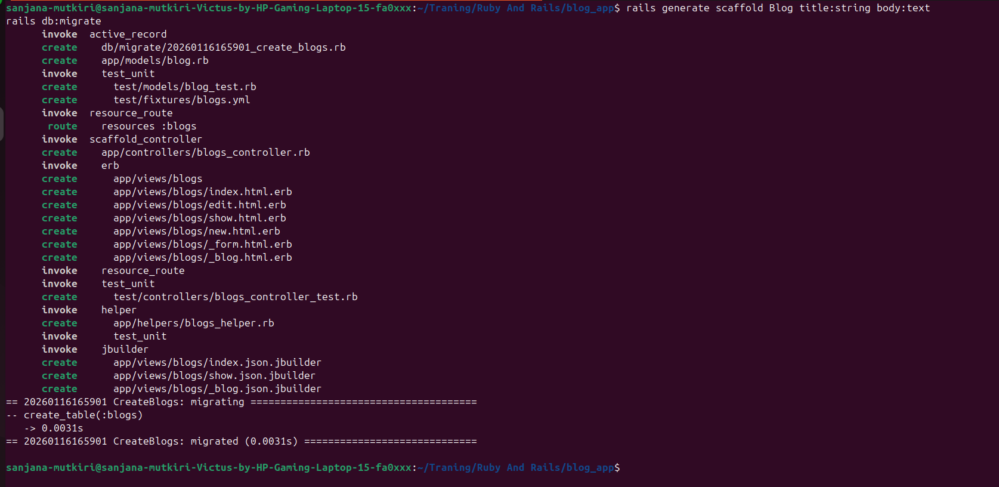 sanjana-mutkiri@sanjana-mutkiri-Victus-by-HP-Gaming-Laptop-15-fa0xxx:~/Traning/Ruby And Rails/blog_app$ rails generate scaffold Blog title:string body:text
rails db:migrate
      invoke  active_record
      create    db/migrate/20260116165901_create_blogs.rb
      create    app/models/blog.rb
      invoke    test_unit
      create      test/models/blog_test.rb
      create      test/fixtures/blogs.yml
      invoke  resource_route
       route    resources :blogs
      invoke  scaffold_controller
      create    app/controllers/blogs_controller.rb
      invoke    erb
      create      app/views/blogs
      create      app/views/blogs/index.html.erb
      create      app/views/blogs/edit.html.erb
      create      app/views/blogs/show.html.erb
      create      app/views/blogs/new.html.erb
      create      app/views/blogs/_form.html.erb
      create      app/views/blogs/_blog.html.erb
      invoke    resource_route
      invoke    test_unit
      create      test/controllers/blogs_controller_test.rb
      invoke    helper
      create      app/helpers/blogs_helper.rb
      invoke      test_unit
      invoke    jbuilder
      create      app/views/blogs/index.json.jbuilder
      create      app/views/blogs/show.json.jbuilder
      create      app/views/blogs/_blog.json.jbuilder
== 20260116165901 CreateBlogs: migrating ======================================
-- create_table(:blogs)
   -> 0.0031s
== 20260116165901 CreateBlogs: migrated (0.0031s) =============================
sanjana-mutkiri@sanjana-mutkiri-Victus-by-HP-Gaming-Laptop-15-fa0xxx:~/Traning/Ruby And Rails/blog_app$